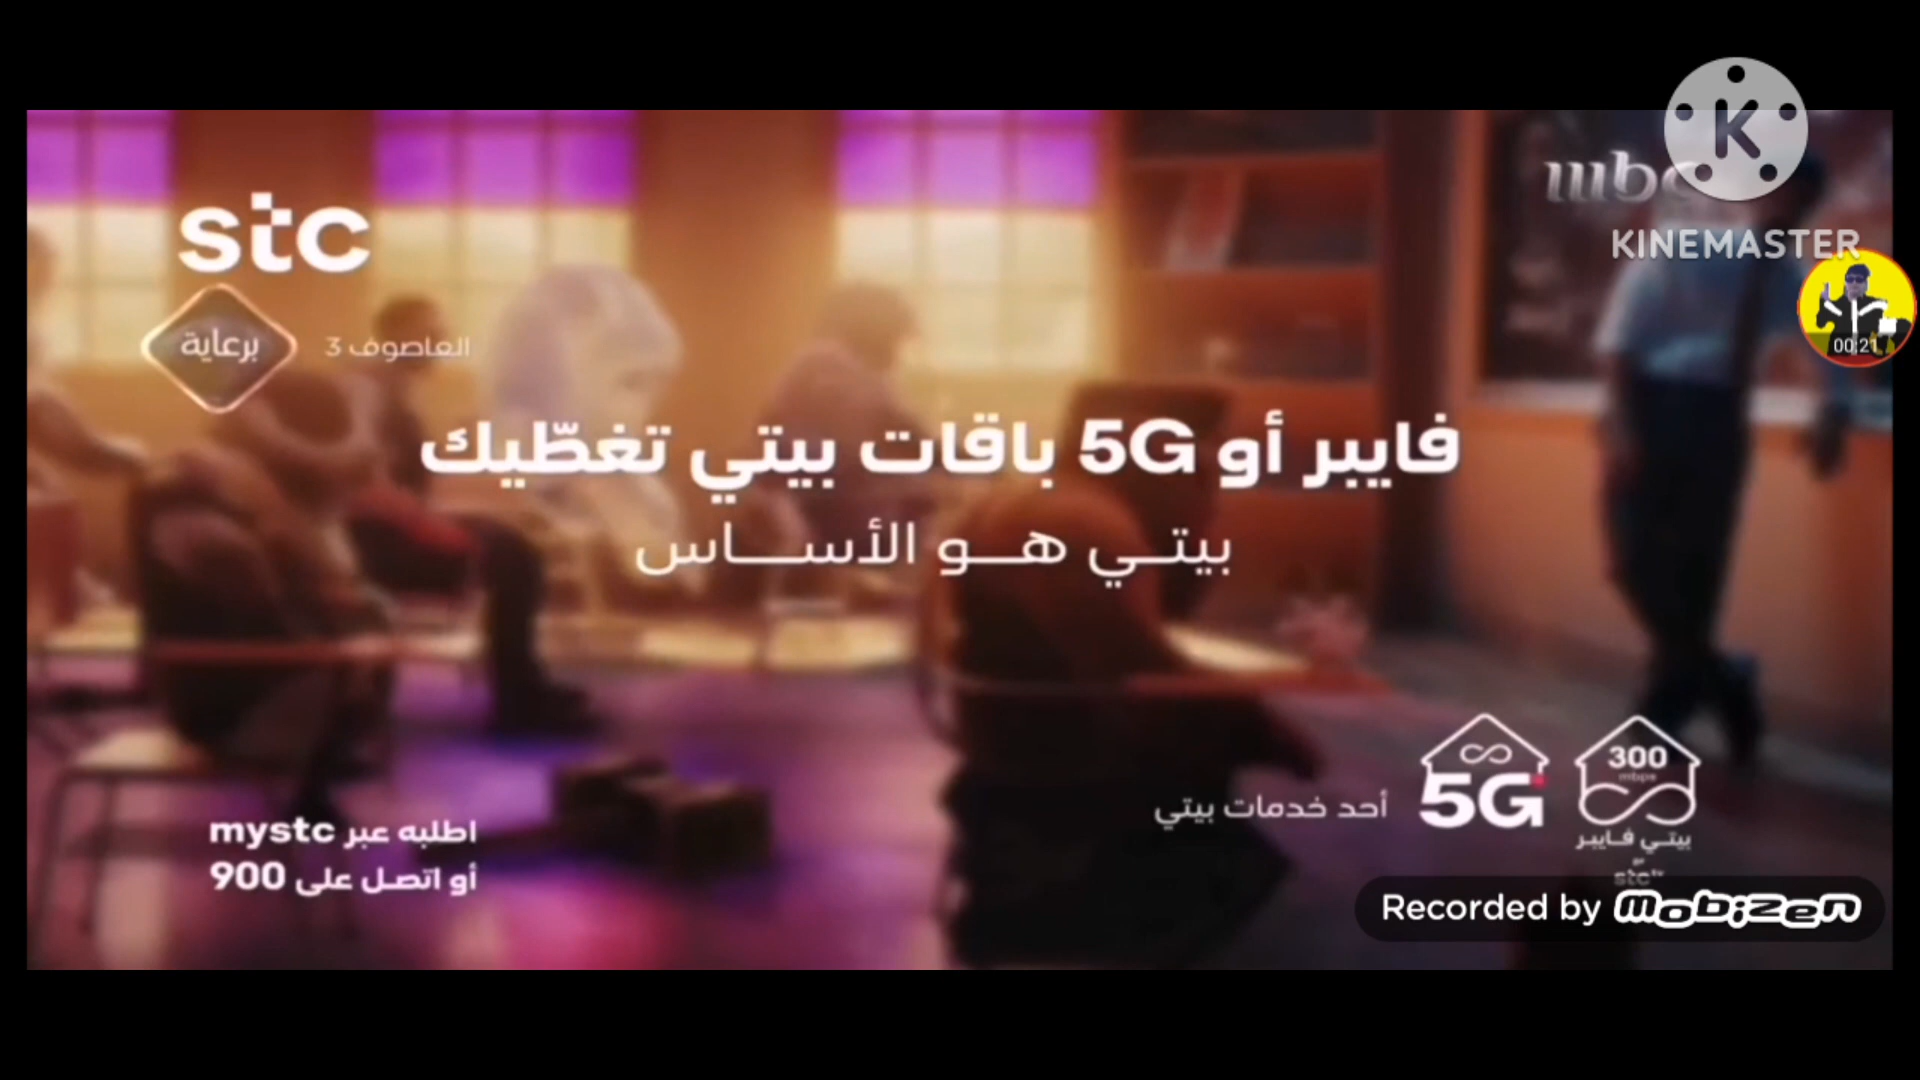 stc
برعاية
العاصوف 3
فايبر أو 5G باقات بيتي تغطّيك
بيتي هو الأساس
اطلبه عبر mystc
أو اتصل على 900
أحد خدمات بيتي
5G
300
mbps
بيتي فايبر
stc
mbc
K
KINEMASTER
00:21
Recorded by mobizen